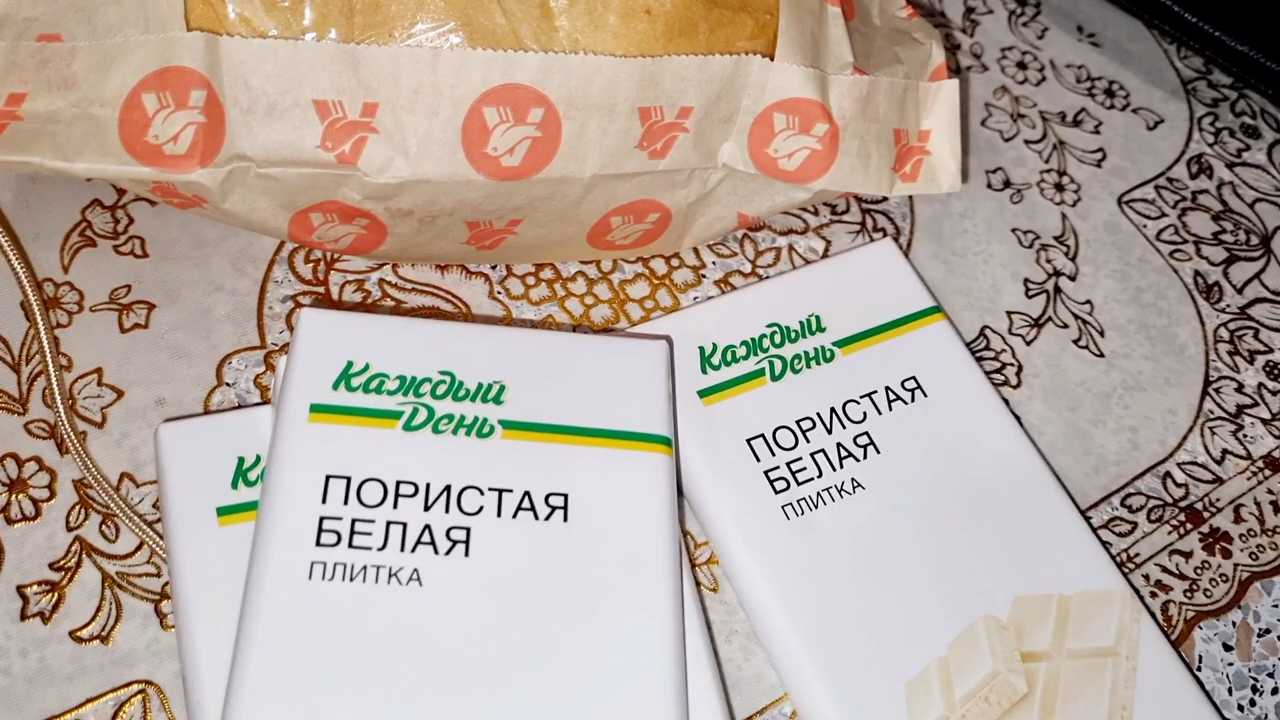 Каждый
День
ПОРИСТАЯ
БЕЛАЯ
ПЛИТКА
Каждый
День
ПОРИСТАЯ
БЕЛАЯ
ПЛИТКА